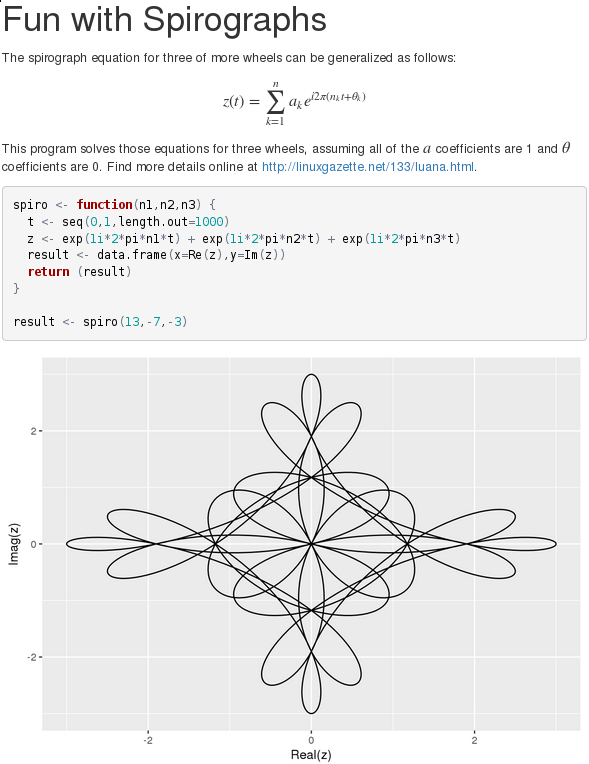 Fun with Spirographs
The spirograph equation for three of more wheels can be generalized as follows:
z(t) = \sum_{k=1}^{n} a_k e^{i2π(n_k t+θ_k)}
This program solves those equations for three wheels, assuming all of the a coefficients are 1 and θ
coefficients are 0. Find more details online at http://linuxgazette.net/133/luana.html.
spiro <- function(n1,n2,n3) {
  t <- seq(0,1,length.out=1000)
  z <- exp(1i*2*pi*n1*t) + exp(1i*2*pi*n2*t) + exp(1i*2*pi*n3*t)
  result <- data.frame(x=Re(z),y=Im(z))
  return (result)
}
result <- spiro(13,-7,-3)
2
0
-2
Imag(z)
-2 0 2
Real(z)